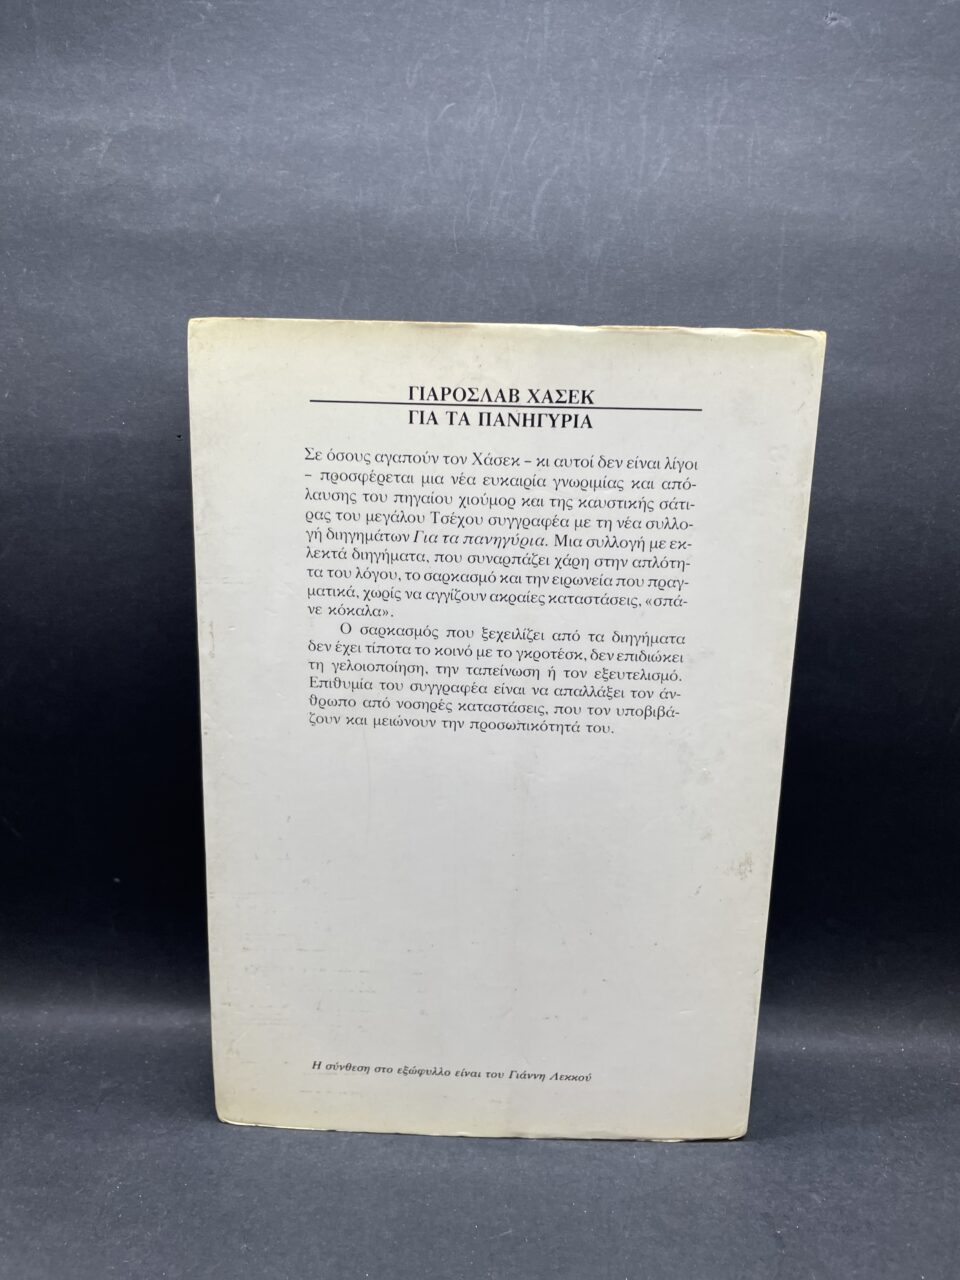 ΓΙΑΡΟΣΛΑΒ ΧΑΣΕΚ
ΓΙΑ ΤΑ ΠΑΝΗΓΥΡΙΑ
Σε όσους αγαπούν τον Χάσεκ – κι αυτοί δεν είναι λίγοι
– προσφέρεται μια νέα ευκαιρία γνωριμίας και από-
λαυσης του πηγαίου χιούμορ και της καυστικής σάτι-
ρας του μεγάλου Τσέχου συγγραφέα με τη νέα συλλο-
γή διηγημάτων Για τα πανηγύρια. Μια συλλογή με εκ-
λεκτά διηγήματα, που συναρπάζει χάρη στην απλότη-
τα του λόγου, το σαρκασμό και την ειρωνεία που πραγ-
ματικά, χωρίς να αγγίζουν ακραίες καταστάσεις, «σπά-
νε κόκαλα».
Ο σαρκασμός που ξεχειλίζει από τα διηγήματα
δεν έχει τίποτα το κοινό με το γκροτέσκ, δεν επιδιώκει
τη γελοιοποίηση, την ταπείνωση ή τον εξευτελισμό.
Επιθυμία του συγγραφέα είναι να απαλλάξει τον άν-
θρωπο από νοσηρές καταστάσεις, που τον υποβιβά-
ζουν και μειώνουν την προσωπικότητά του.
Η σύνθεση στο εξώφυλλο είναι του Γιάννη Λεκκού